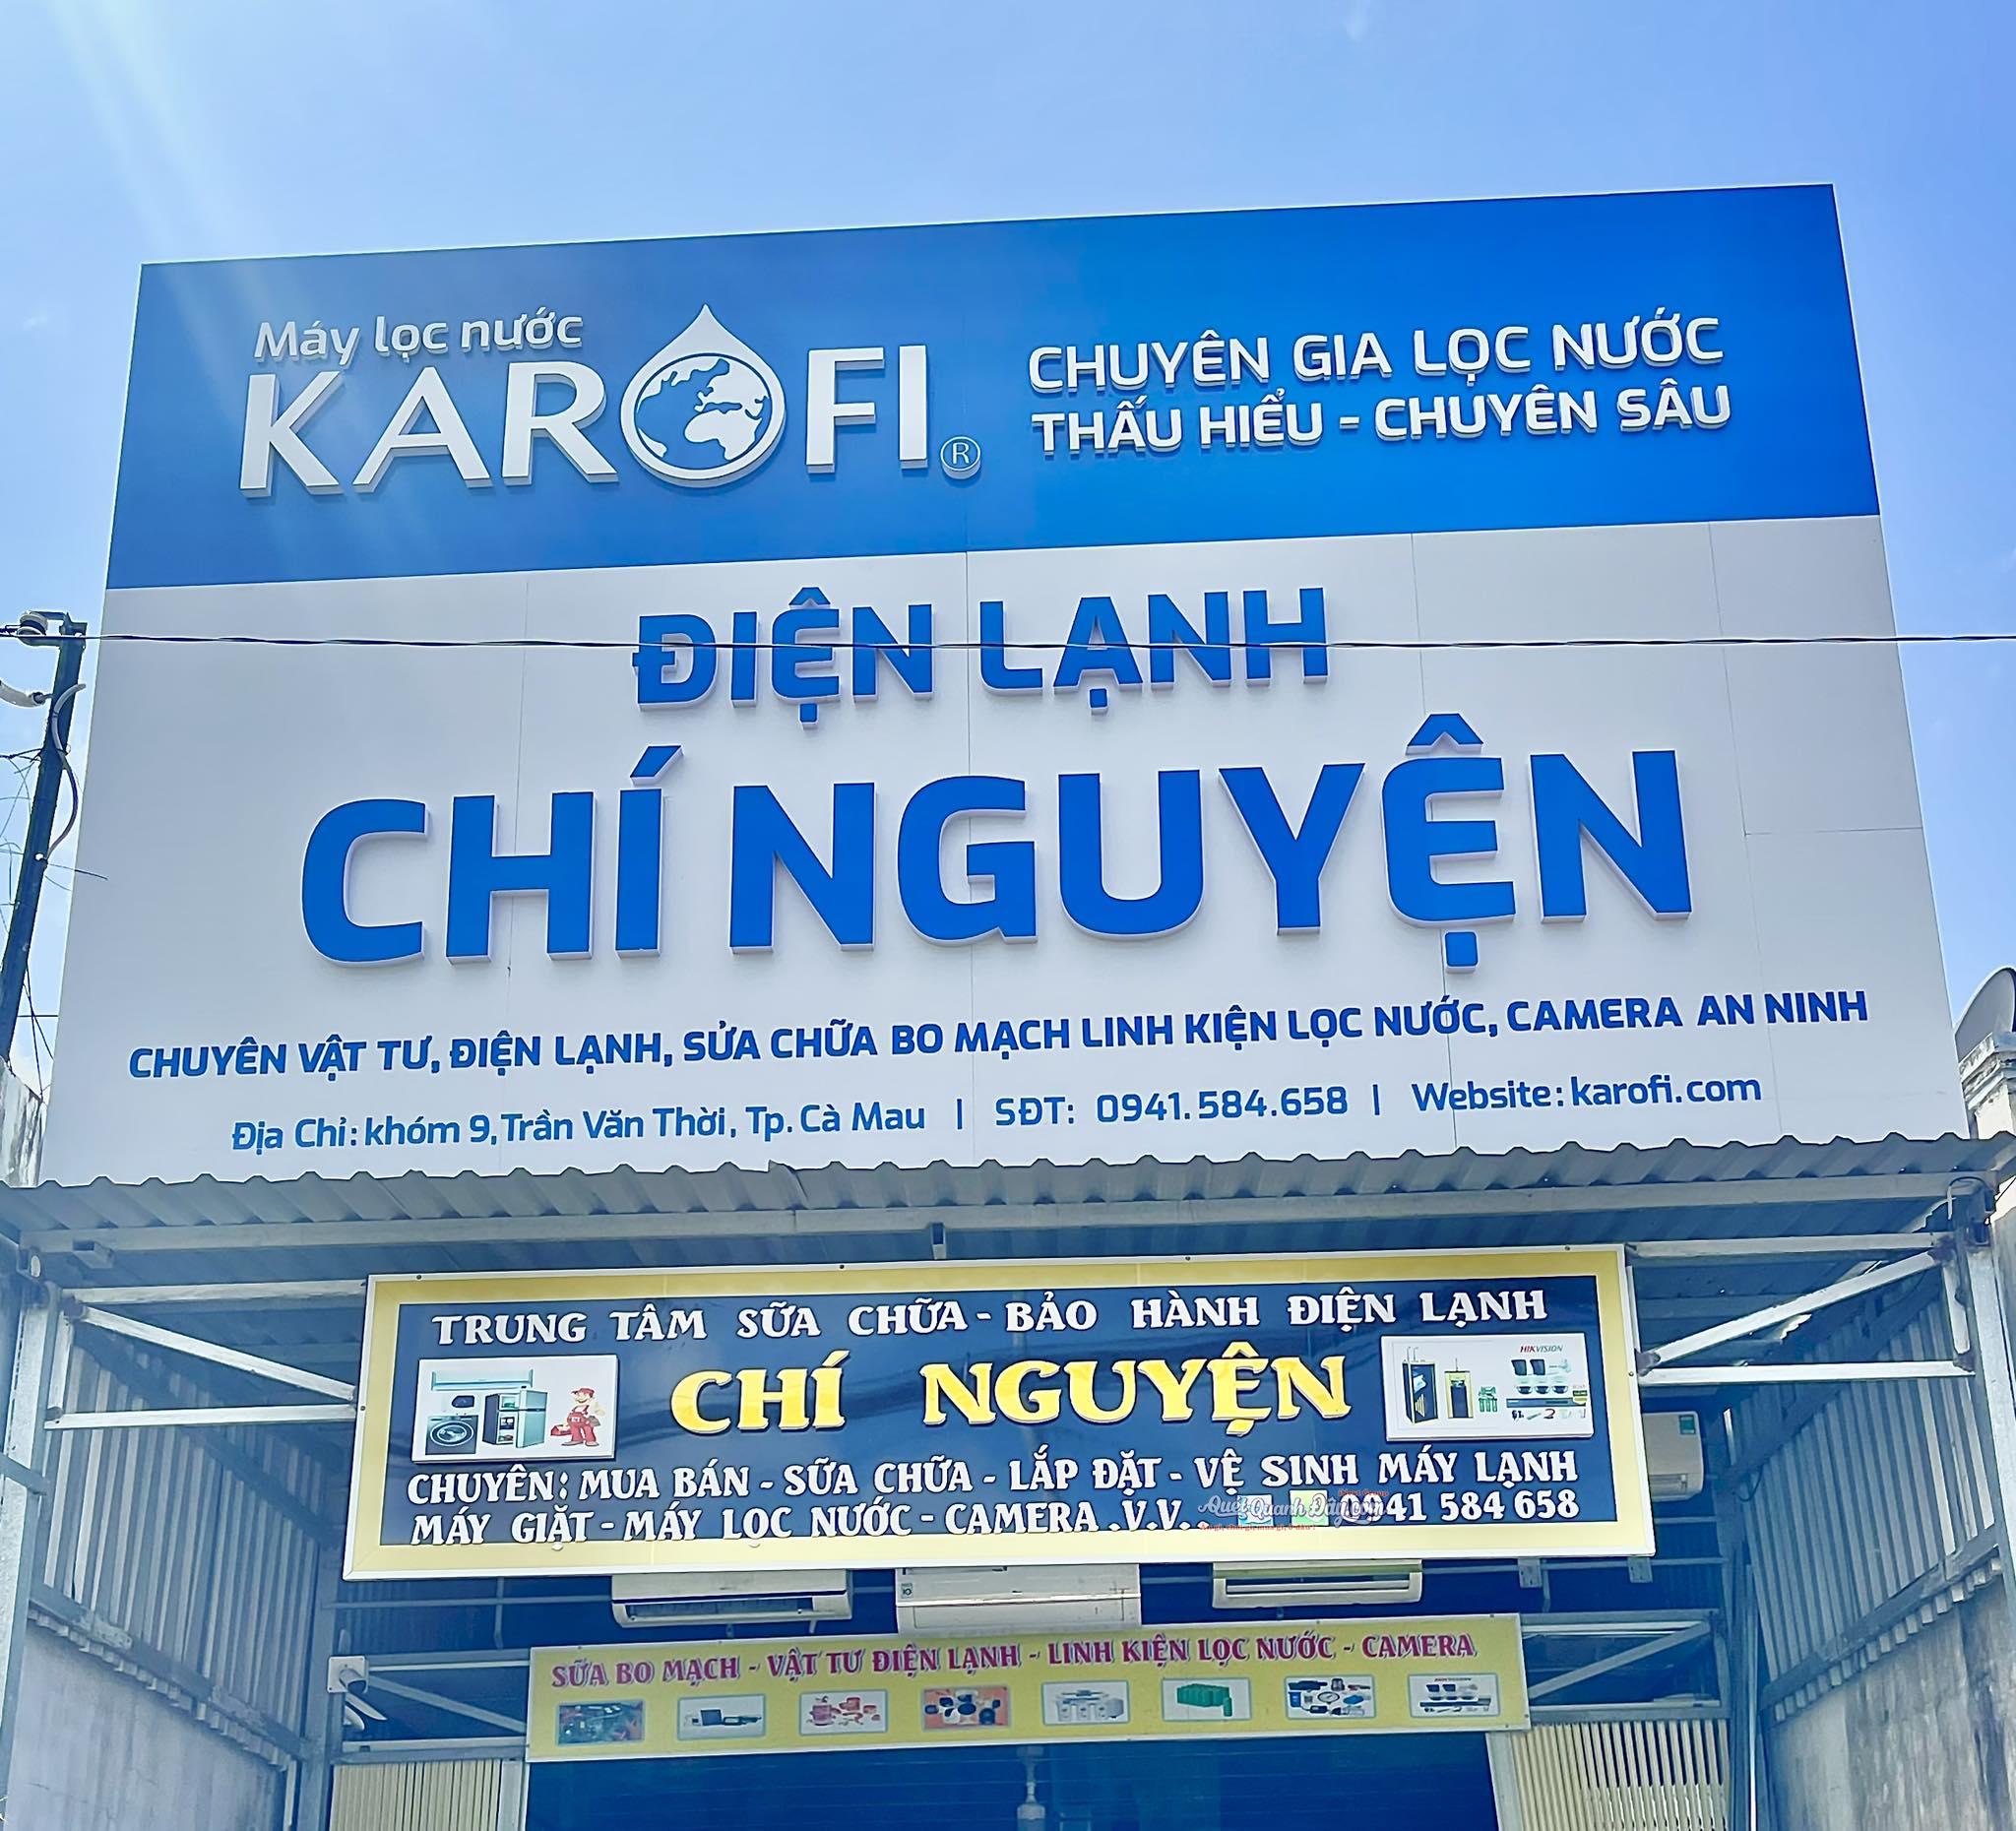 Máy lọc nước
KAROFI®
CHUYÊN GIA LỌC NƯỚC
THẤU HIỂU - CHUYÊN SÂU
ĐIỆN LẠNH
CHÍ NGUYỆN
CHUYÊN VẬT TƯ, ĐIỆN LẠNH, SỬA CHỮA BO MẠCH LINH KIỆN LỌC NƯỚC, CAMERA AN NINH
Địa Chỉ: khóm 9, Trần Văn Thời, Tp. Cà Mau | SĐT: 0941.584.658 | Website: karofi.com
TRUNG TÂM SỮA CHỮA - BẢO HÀNH ĐIỆN LẠNH
CHÍ NGUYỆN
HIKVISION
CHUYÊN: MUA BÁN - SỮA CHỮA - LẮP ĐẶT - VỆ SINH MÁY LẠNH
MÁY GIẶT - MÁY LỌC NƯỚC - CAMERA .V.V.. 0941 584 658
QuétQuanhĐây.com
SỮA BO MẠCH - VẬT TƯ ĐIỆN LẠNH - LINH KIỆN LỌC NƯỚC - CAMERA